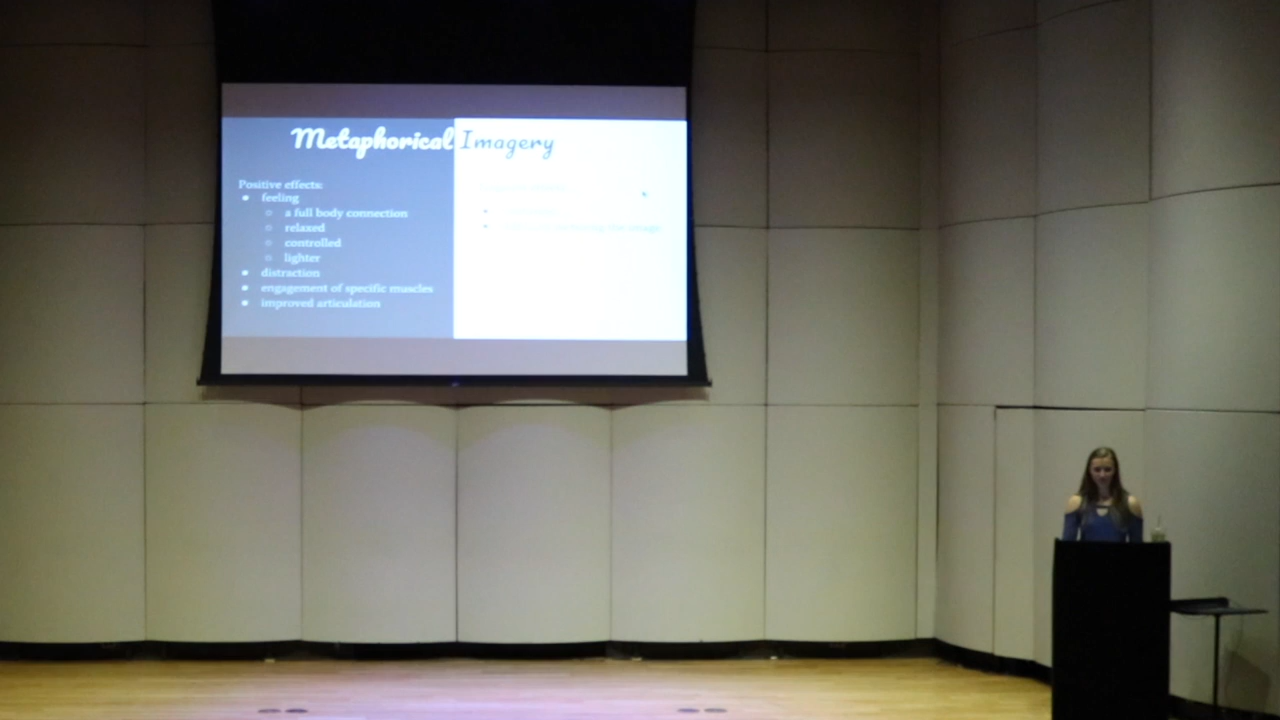 Metaphorical Imagery
Positive effects:
feeling
a full body connection
relaxed
controlled
lighter
distraction
engagement of specific muscles
improved articulation